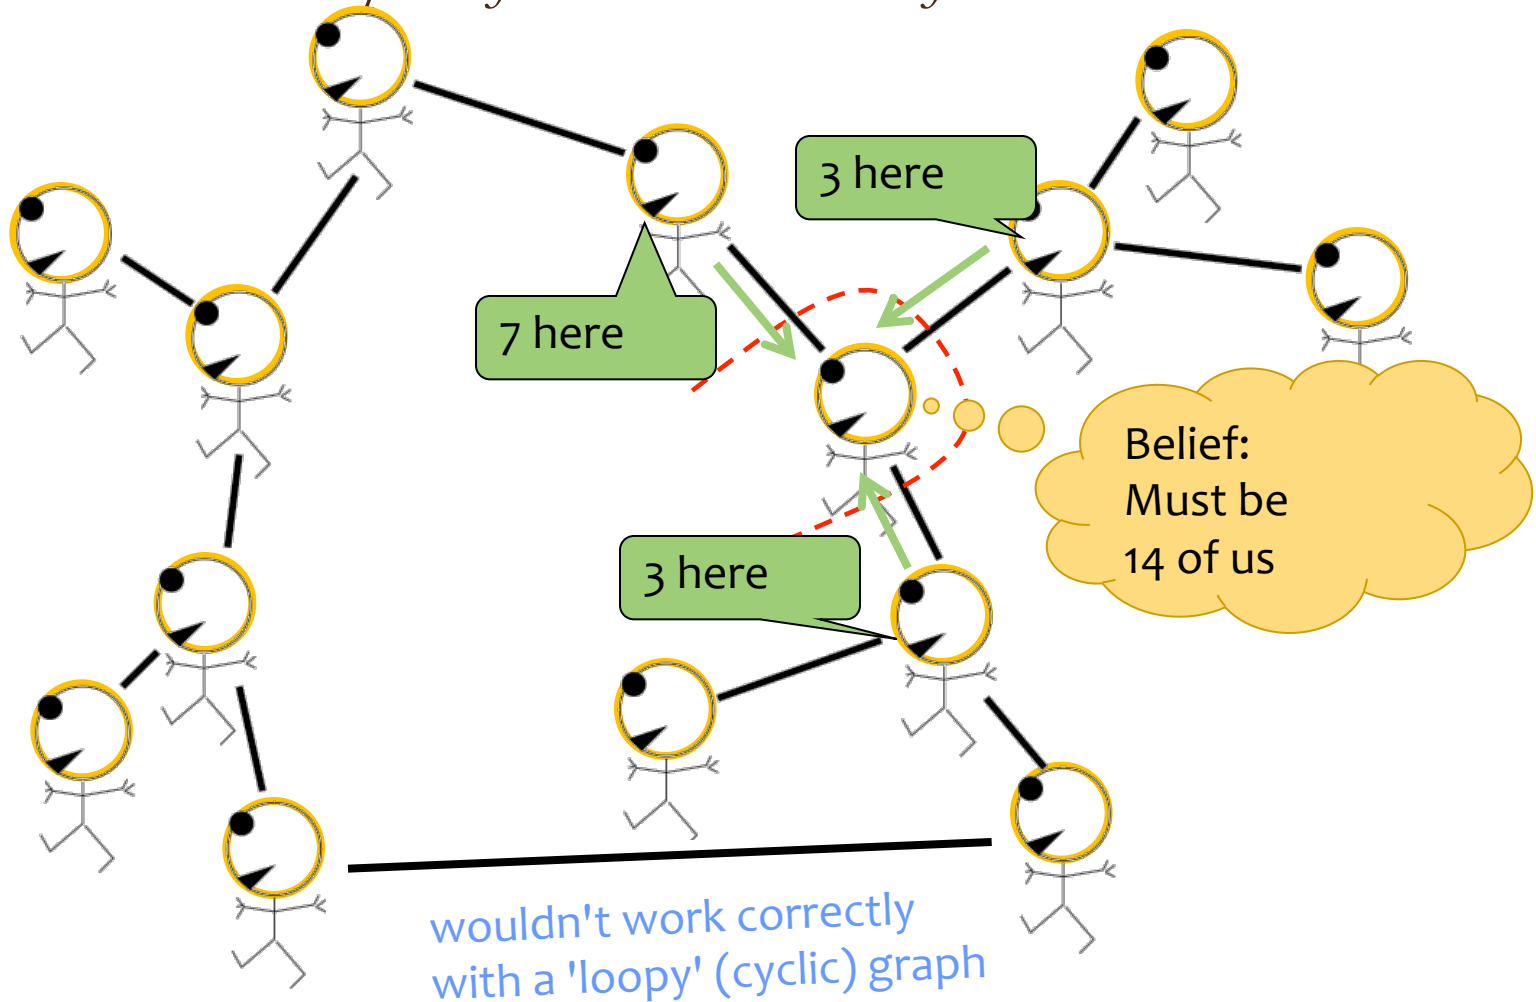 3 here
7 here
Belief:
Must be
14 of us
3 here
wouldn't work correctly
with a 'loopy' (cyclic) graph